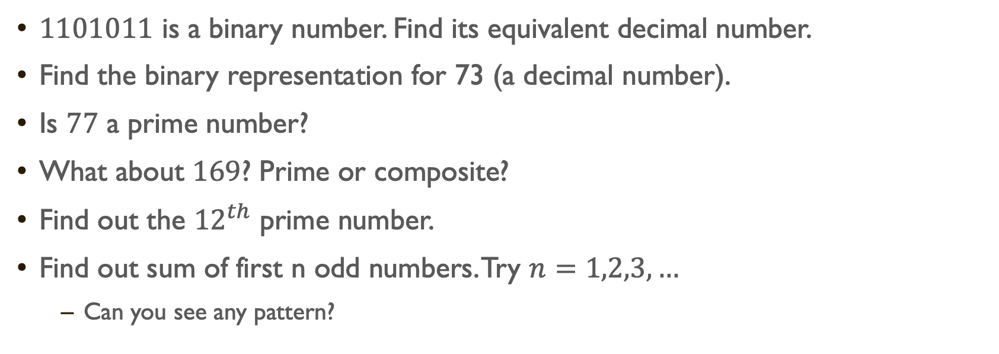 • 1101011 is a binary number. Find its equivalent decimal number.
• Find the binary representation for 73 (a decimal number).
• Is 77 a prime number?
• What about 169? Prime or composite?
• Find out the 12^{th} prime number.
• Find out sum of first n odd numbers. Try n = 1,2,3, …
– Can you see any pattern?